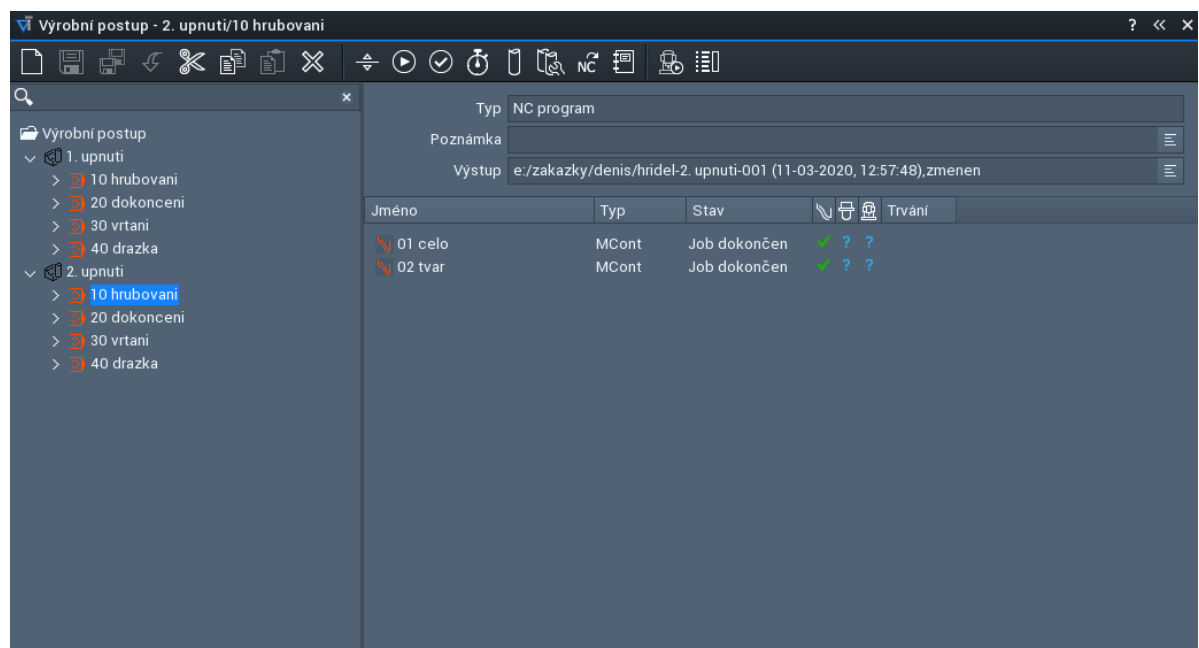 Výrobní postup - 2. upnuti/10 hrubovani
? « ×
NC
Výrobní postup
1. upnuti
10 hrubovani
20 dokonceni
30 vrtani
40 drazka
2. upnuti
10 hrubovani
20 dokonceni
30 vrtani
40 drazka
Typ NC program
Poznámka
Výstup e:/zakazky/denis/hridel-2. upnuti-001 (11-03-2020, 12:57:48),zmenen
Jméno Typ Stav Trvání
01 celo MCont Job dokončen ? ?
02 tvar MCont Job dokončen ? ?